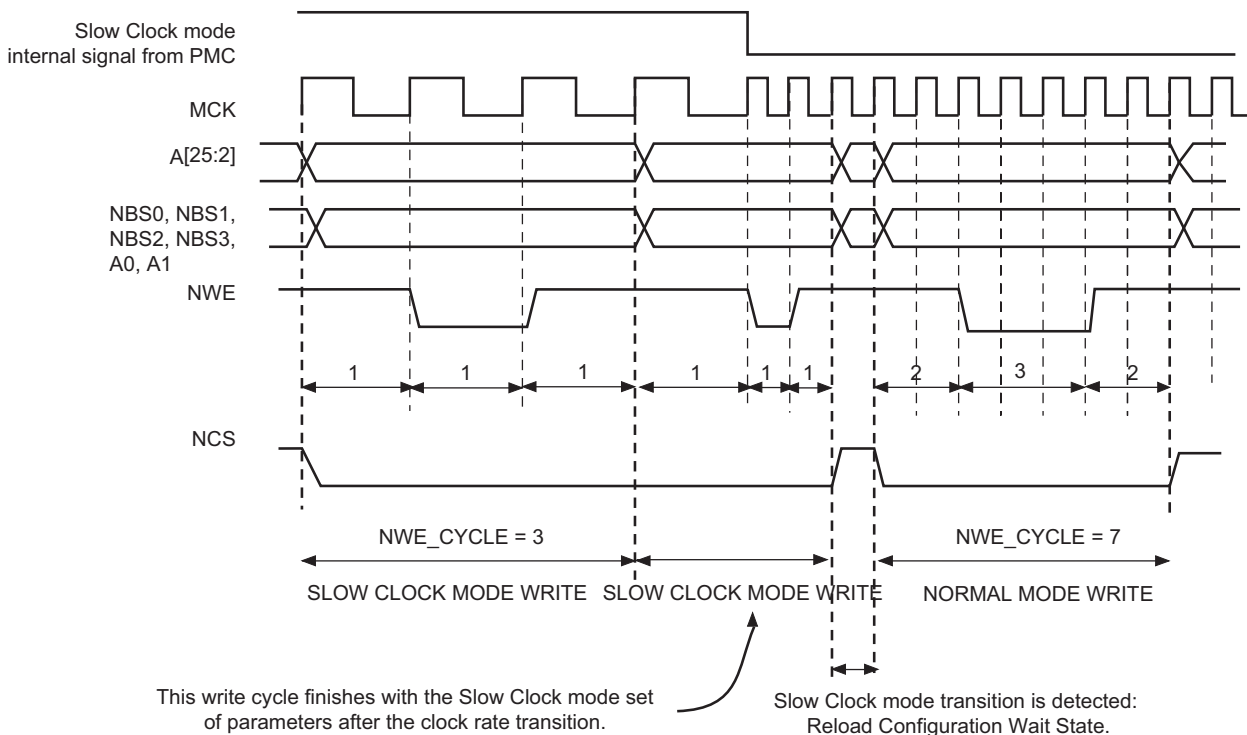 Slow Clock mode
internal signal from PMC
MCK
A[25:2]
NBS0, NBS1,
NBS2, NBS3,
A0, A1
NWE
1 1 1 1 1 1 2 3 2
NCS
NWE_CYCLE = 3 NWE_CYCLE = 7
SLOW CLOCK MODE WRITE SLOW CLOCK MODE WRITE NORMAL MODE WRITE
This write cycle finishes with the Slow Clock mode set
of parameters after the clock rate transition.
Slow Clock mode transition is detected:
Reload Configuration Wait State.